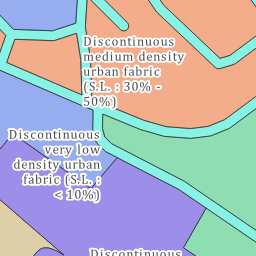 Discontinuous
medium density
urban fabric
(S.L. : 30% -
50%)
Discontinuous
very low
density urban
fabric (S.L. :
< 10%)
Discontinuous